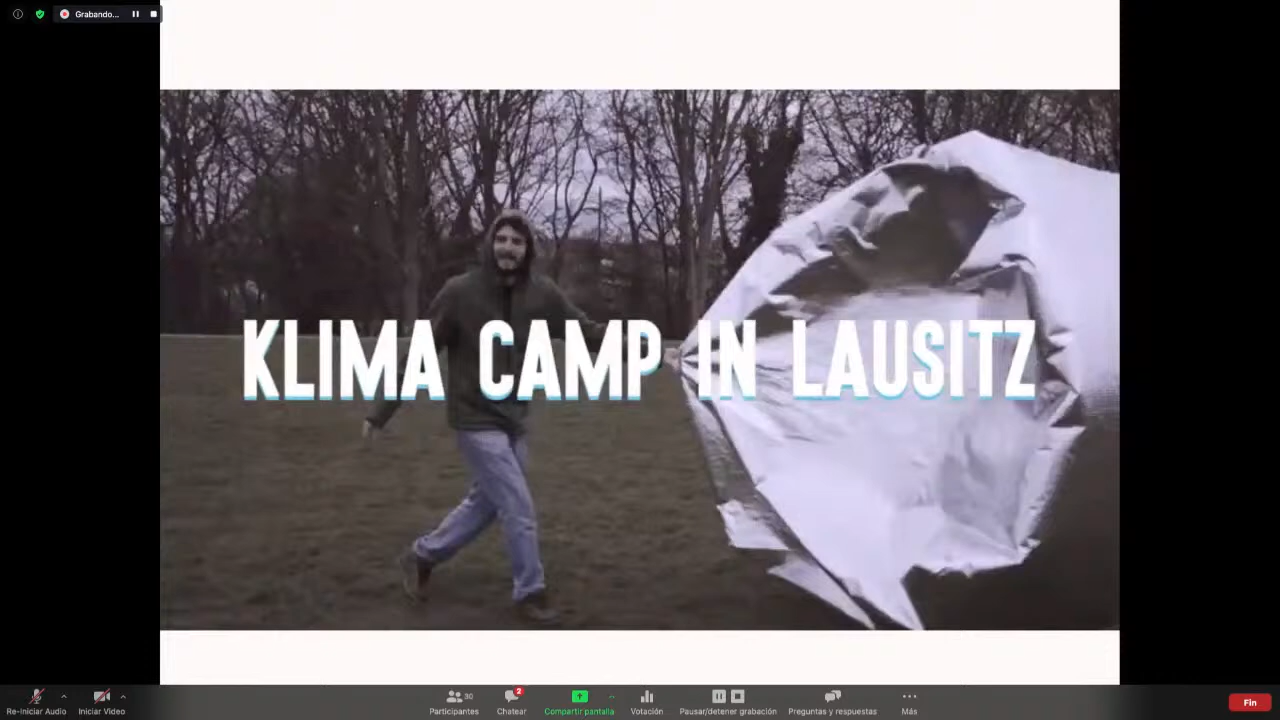 Grabando...
KLIMA CAMP IN LAUSITZ
Re-iniciar Audio
Iniciar Video
30
Participantes
2
Chatear
Compartir pantalla
Votación
Pausar/detener grabación
Preguntas y respuestas
Más
Fin